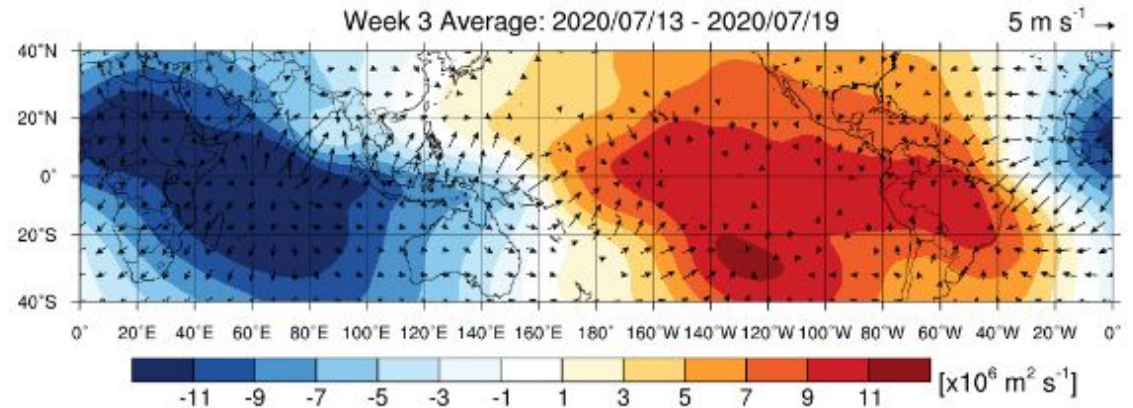 Week 3 Average: 2020/07/13 - 2020/07/19
5 m s⁻¹
40°N
20°N
0°
20°S
40°S
0° 20°E 40°E 60°E 80°E 100°E 120°E 140°E 160°E 180° 160°W 140°W 120°W 100°W 80°W 60°W 40°W 20°W 0°
-11 -9 -7 -5 -3 -1 1 3 5 7 9 11
[x10⁶ m² s⁻¹]